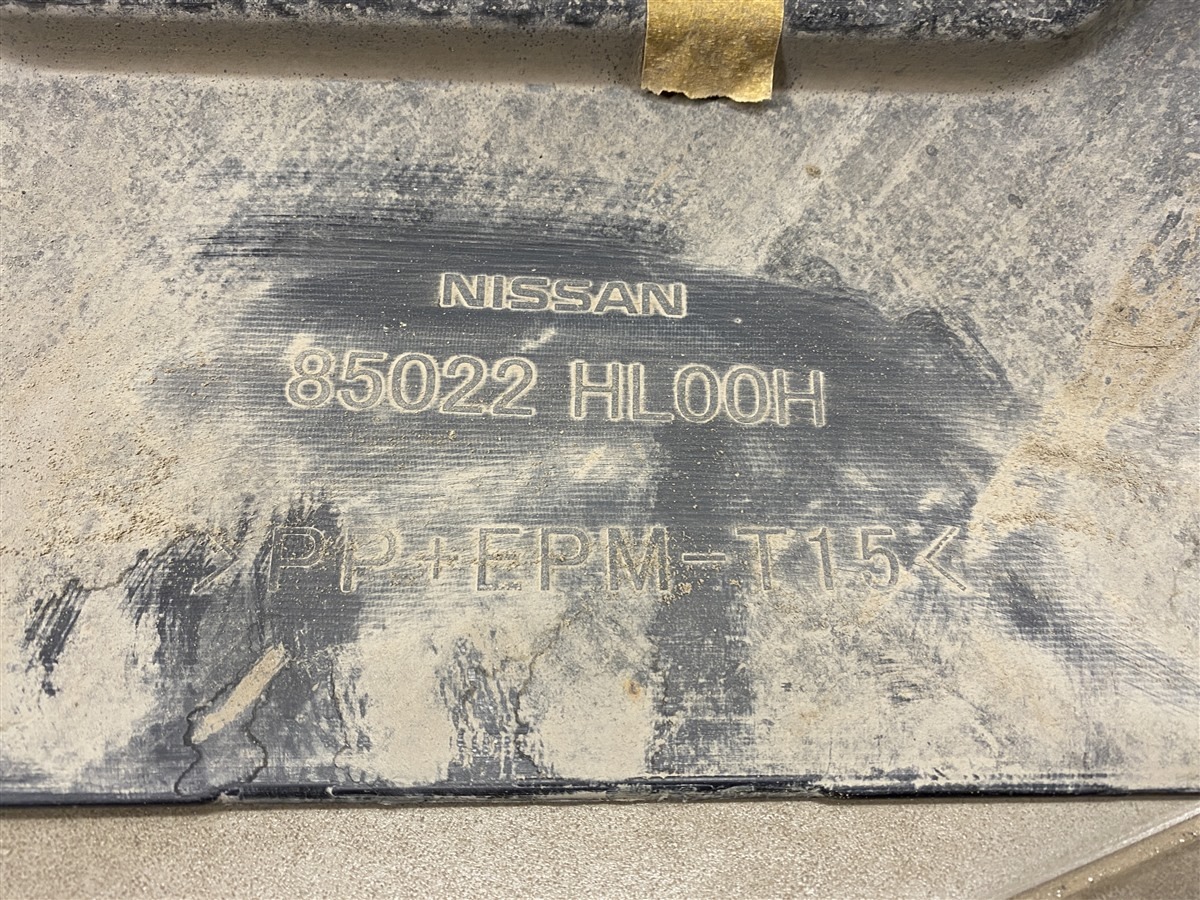 NISSAN
85022 HL00H
>PP+EPM-T15<